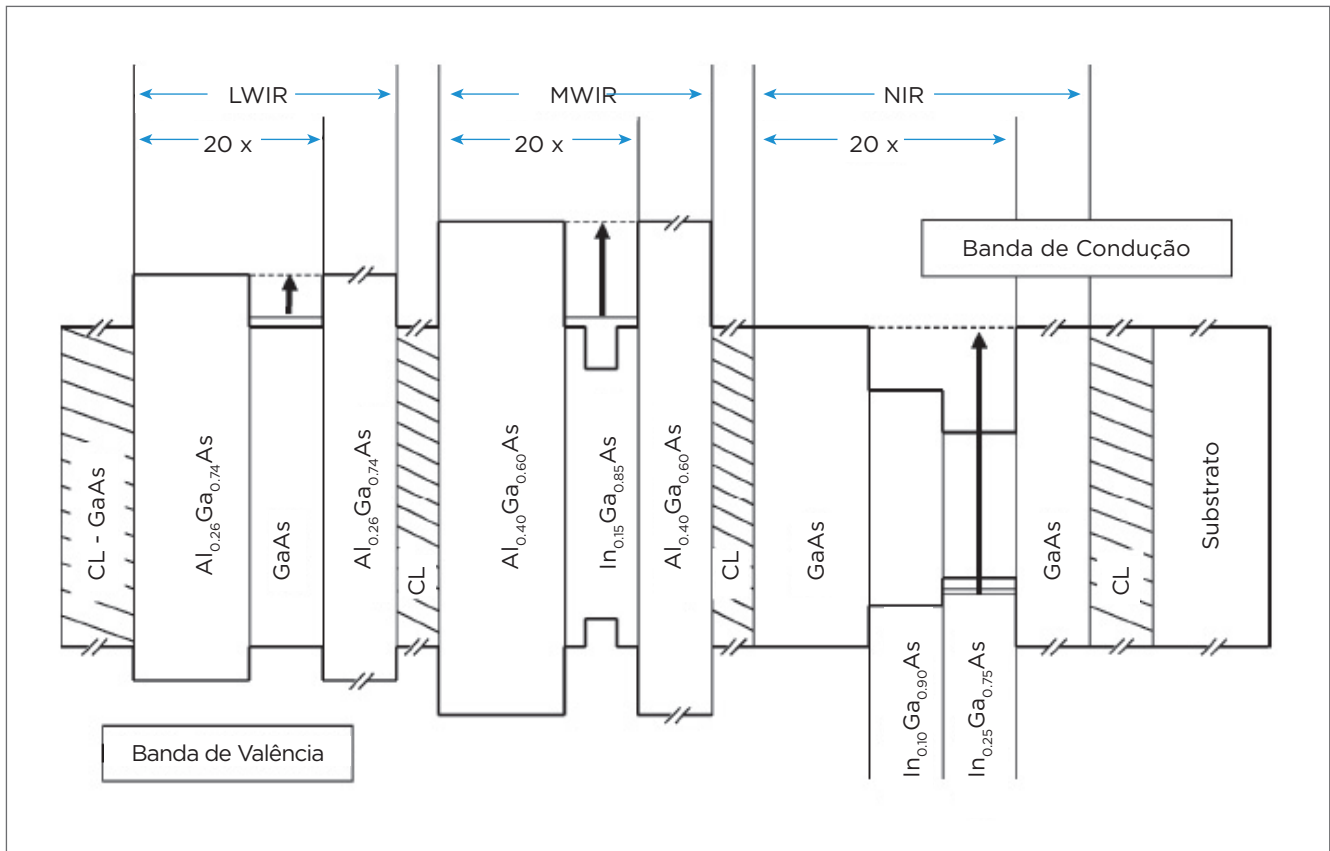 LWIR
MWIR
NIR
20 x
20 x
20 x
Banda de Condução
CL - GaAs
Al0.26Ga0.74As
GaAs
Al0.26Ga0.74As
CL
Al0.40Ga0.60As
In0.15Ga0.85As
Al0.40Ga0.60As
CL
GaAs
In0.10Ga0.90As
In0.25Ga0.75As
GaAs
CL
Substrato
Banda de Valência